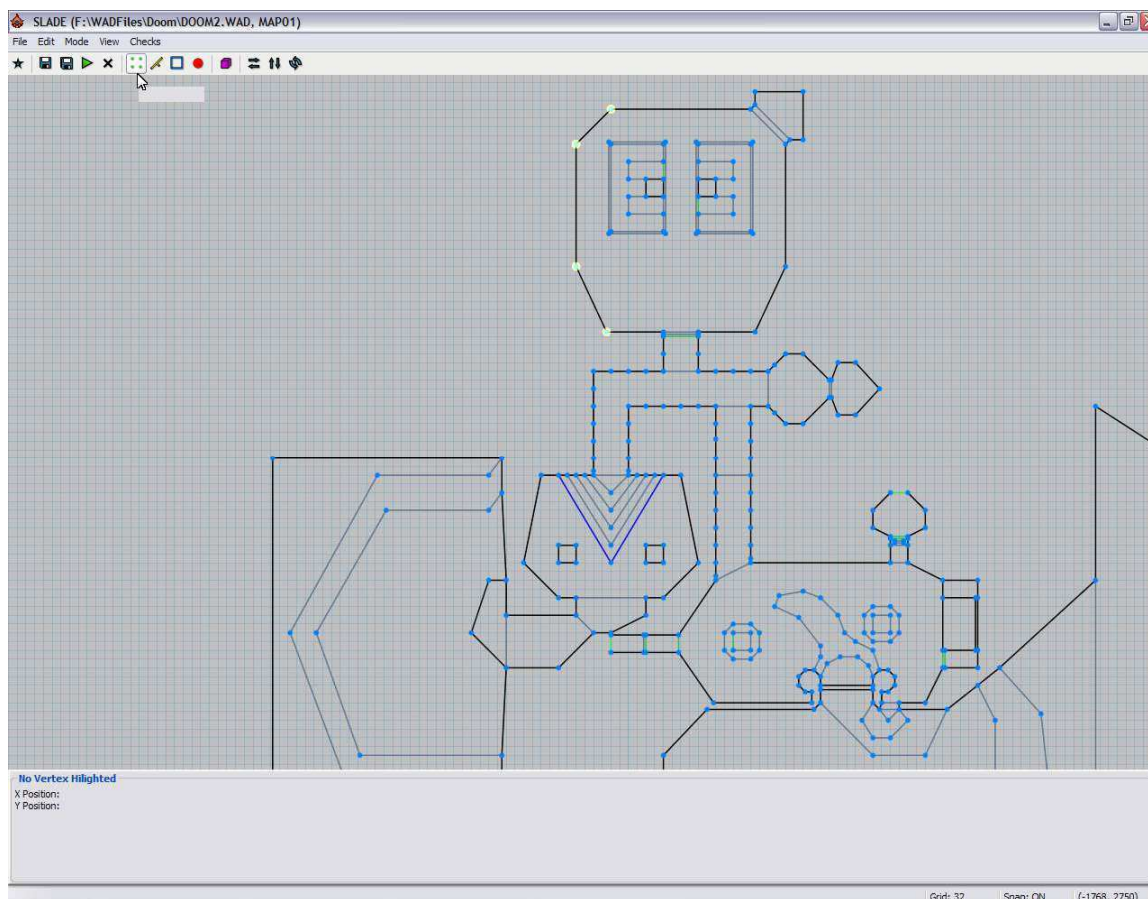 SLADE (F:\WADFiles\Doom\DOOM2.WAD, MAP01)
File Edit Mode View Checks
No Vertex Hilighted
X Position:
Y Position:
Grid: 32 Snap: ON (-1768, 2750)